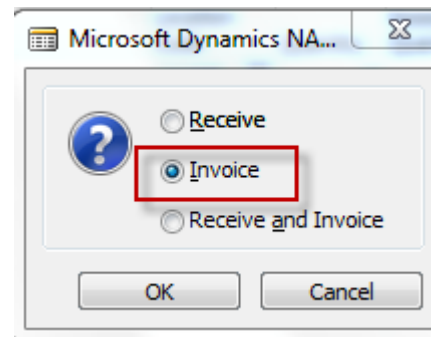 Microsoft Dynamics NA...
Receive
Invoice
Receive and Invoice
OK
Cancel